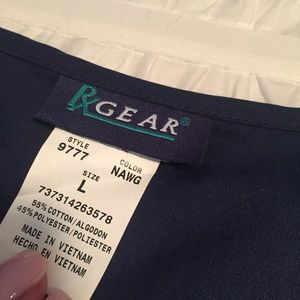 RxGEAR®
STYLE COLOR
9777 NAWG
SIZE
L
737314263578
55% COTTON/ALGODON
45% POLYESTER/POLIESTER
MADE IN VIETNAM
HECHO EN VIETNAM